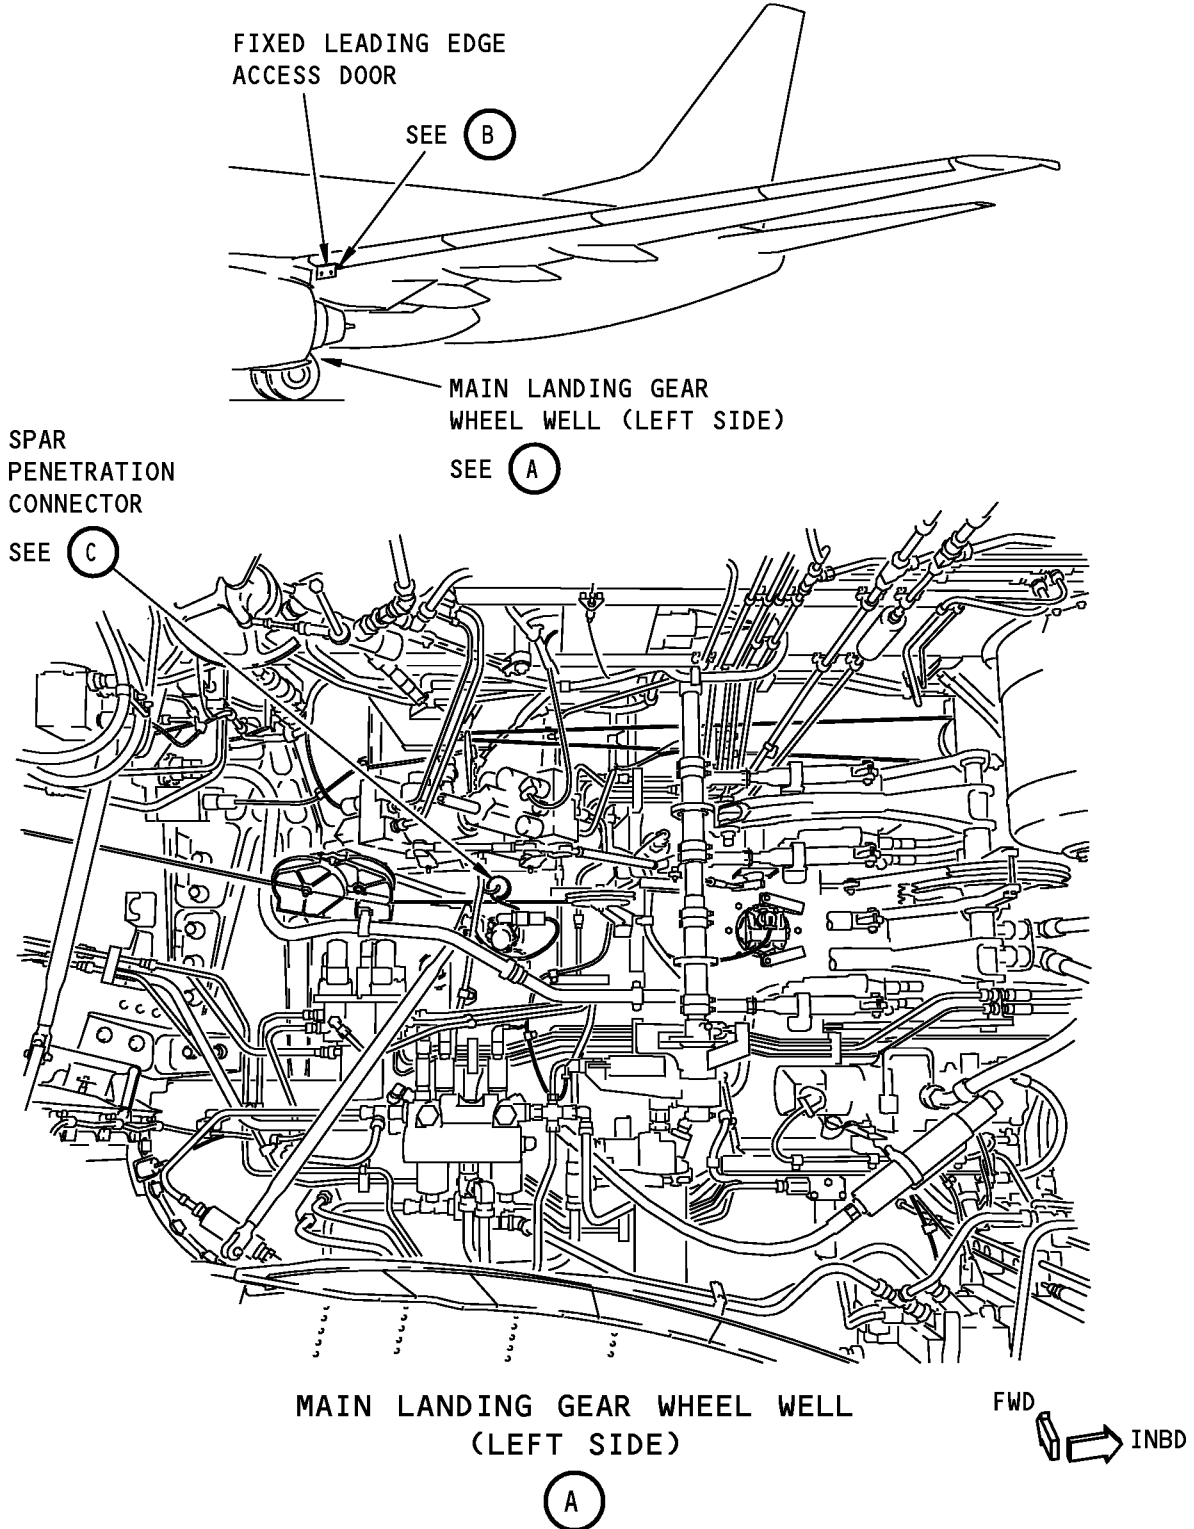 FIXED LEADING EDGE
ACCESS DOOR
SEE B
MAIN LANDING GEAR
WHEEL WELL (LEFT SIDE)
SEE A
SPAR
PENETRATION
CONNECTOR
SEE C
MAIN LANDING GEAR WHEEL WELL
(LEFT SIDE)
A
FWD
INBD